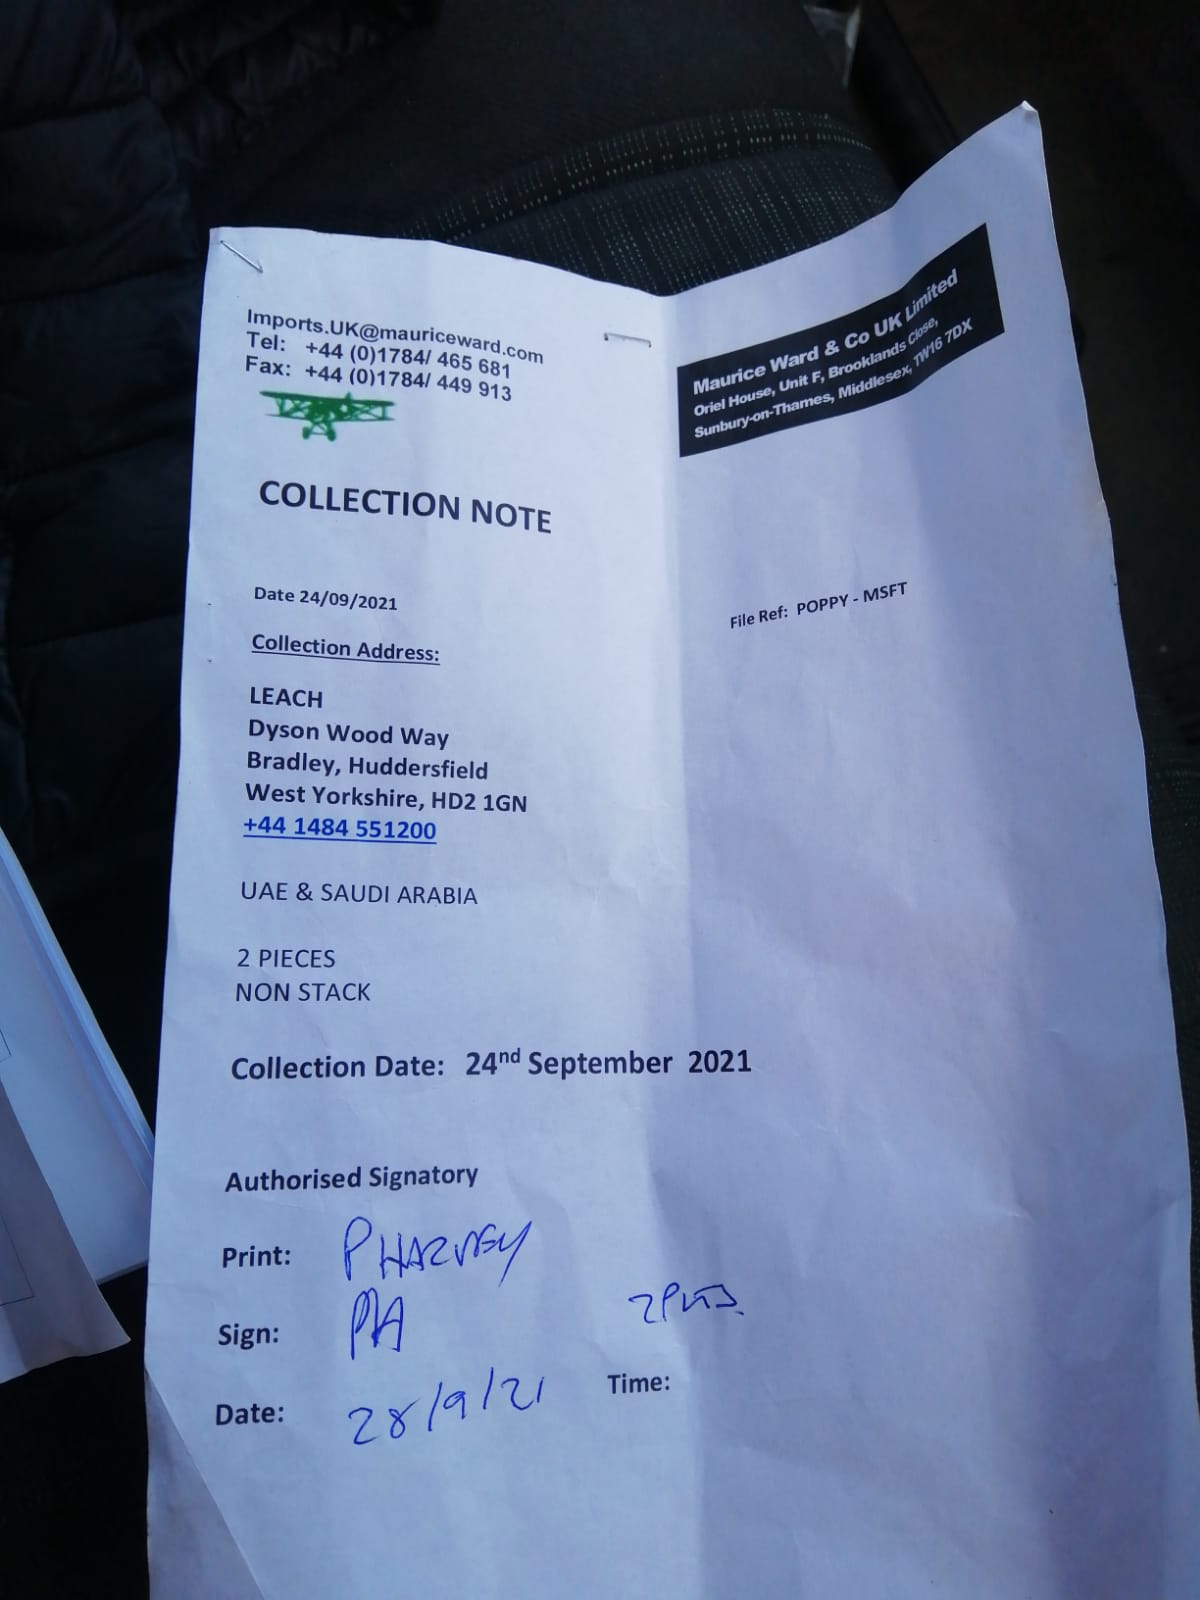 Imports.UK@mauriceward.com
Tel: +44 (0)1784/ 465 681
Fax: +44 (0)1784/ 449 913
Maurice Ward & Co UK Limited
Oriel House, Unit F, Brooklands Close,
Sunbury-on-Thames, Middlesex, TW16 7DX
COLLECTION NOTE
Date 24/09/2021
File Ref: POPPY - MSFT
Collection Address:
LEACH
Dyson Wood Way
Bradley, Huddersfield
West Yorkshire, HD2 1GN
+44 1484 551200
UAE & SAUDI ARABIA
2 PIECES
NON STACK
Collection Date: 24nd September 2021
Authorised Signatory
Print: P HARVEY
Sign: PH
Date: 28/9/21
Time: